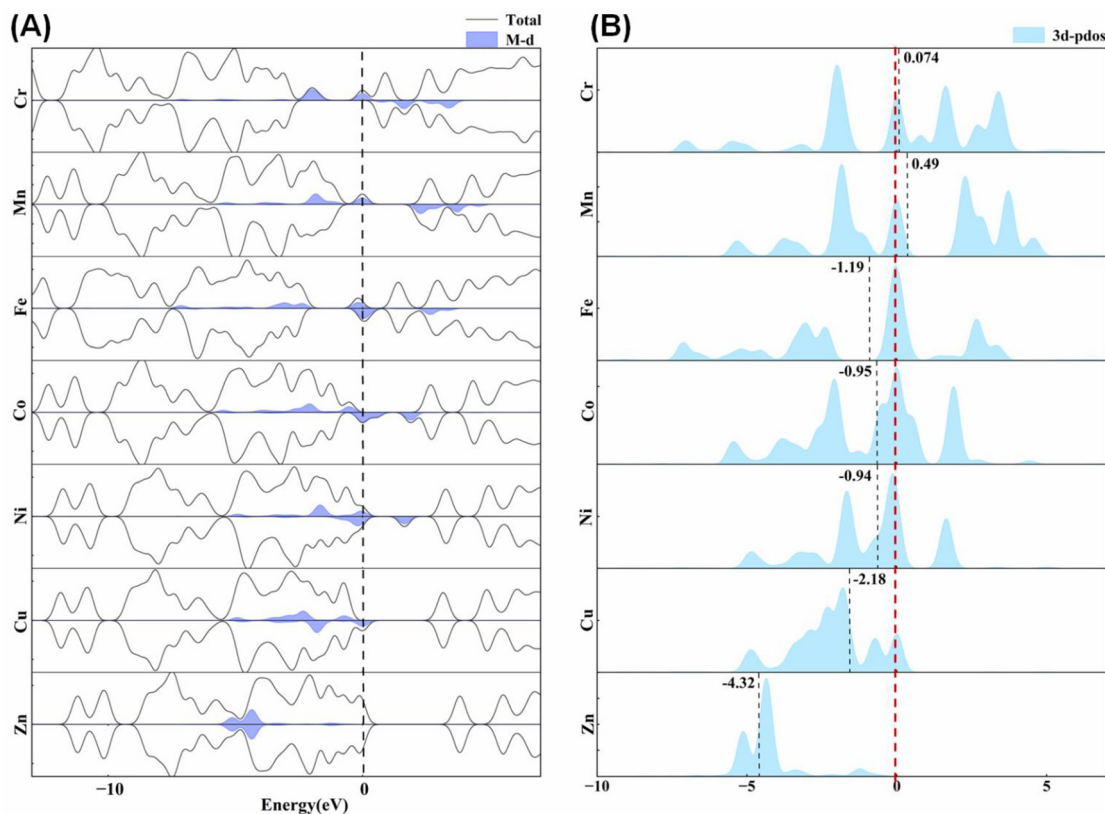 (A)
Total
M-d
Cr
Mn
Fe
Co
Ni
Cu
Zn
−10
0
Energy(eV)
(B)
3d-pdos
Cr
0.074
Mn
0.49
Fe
-1.19
Co
-0.95
Ni
-0.94
Cu
-2.18
Zn
-4.32
−10
−5
0
5